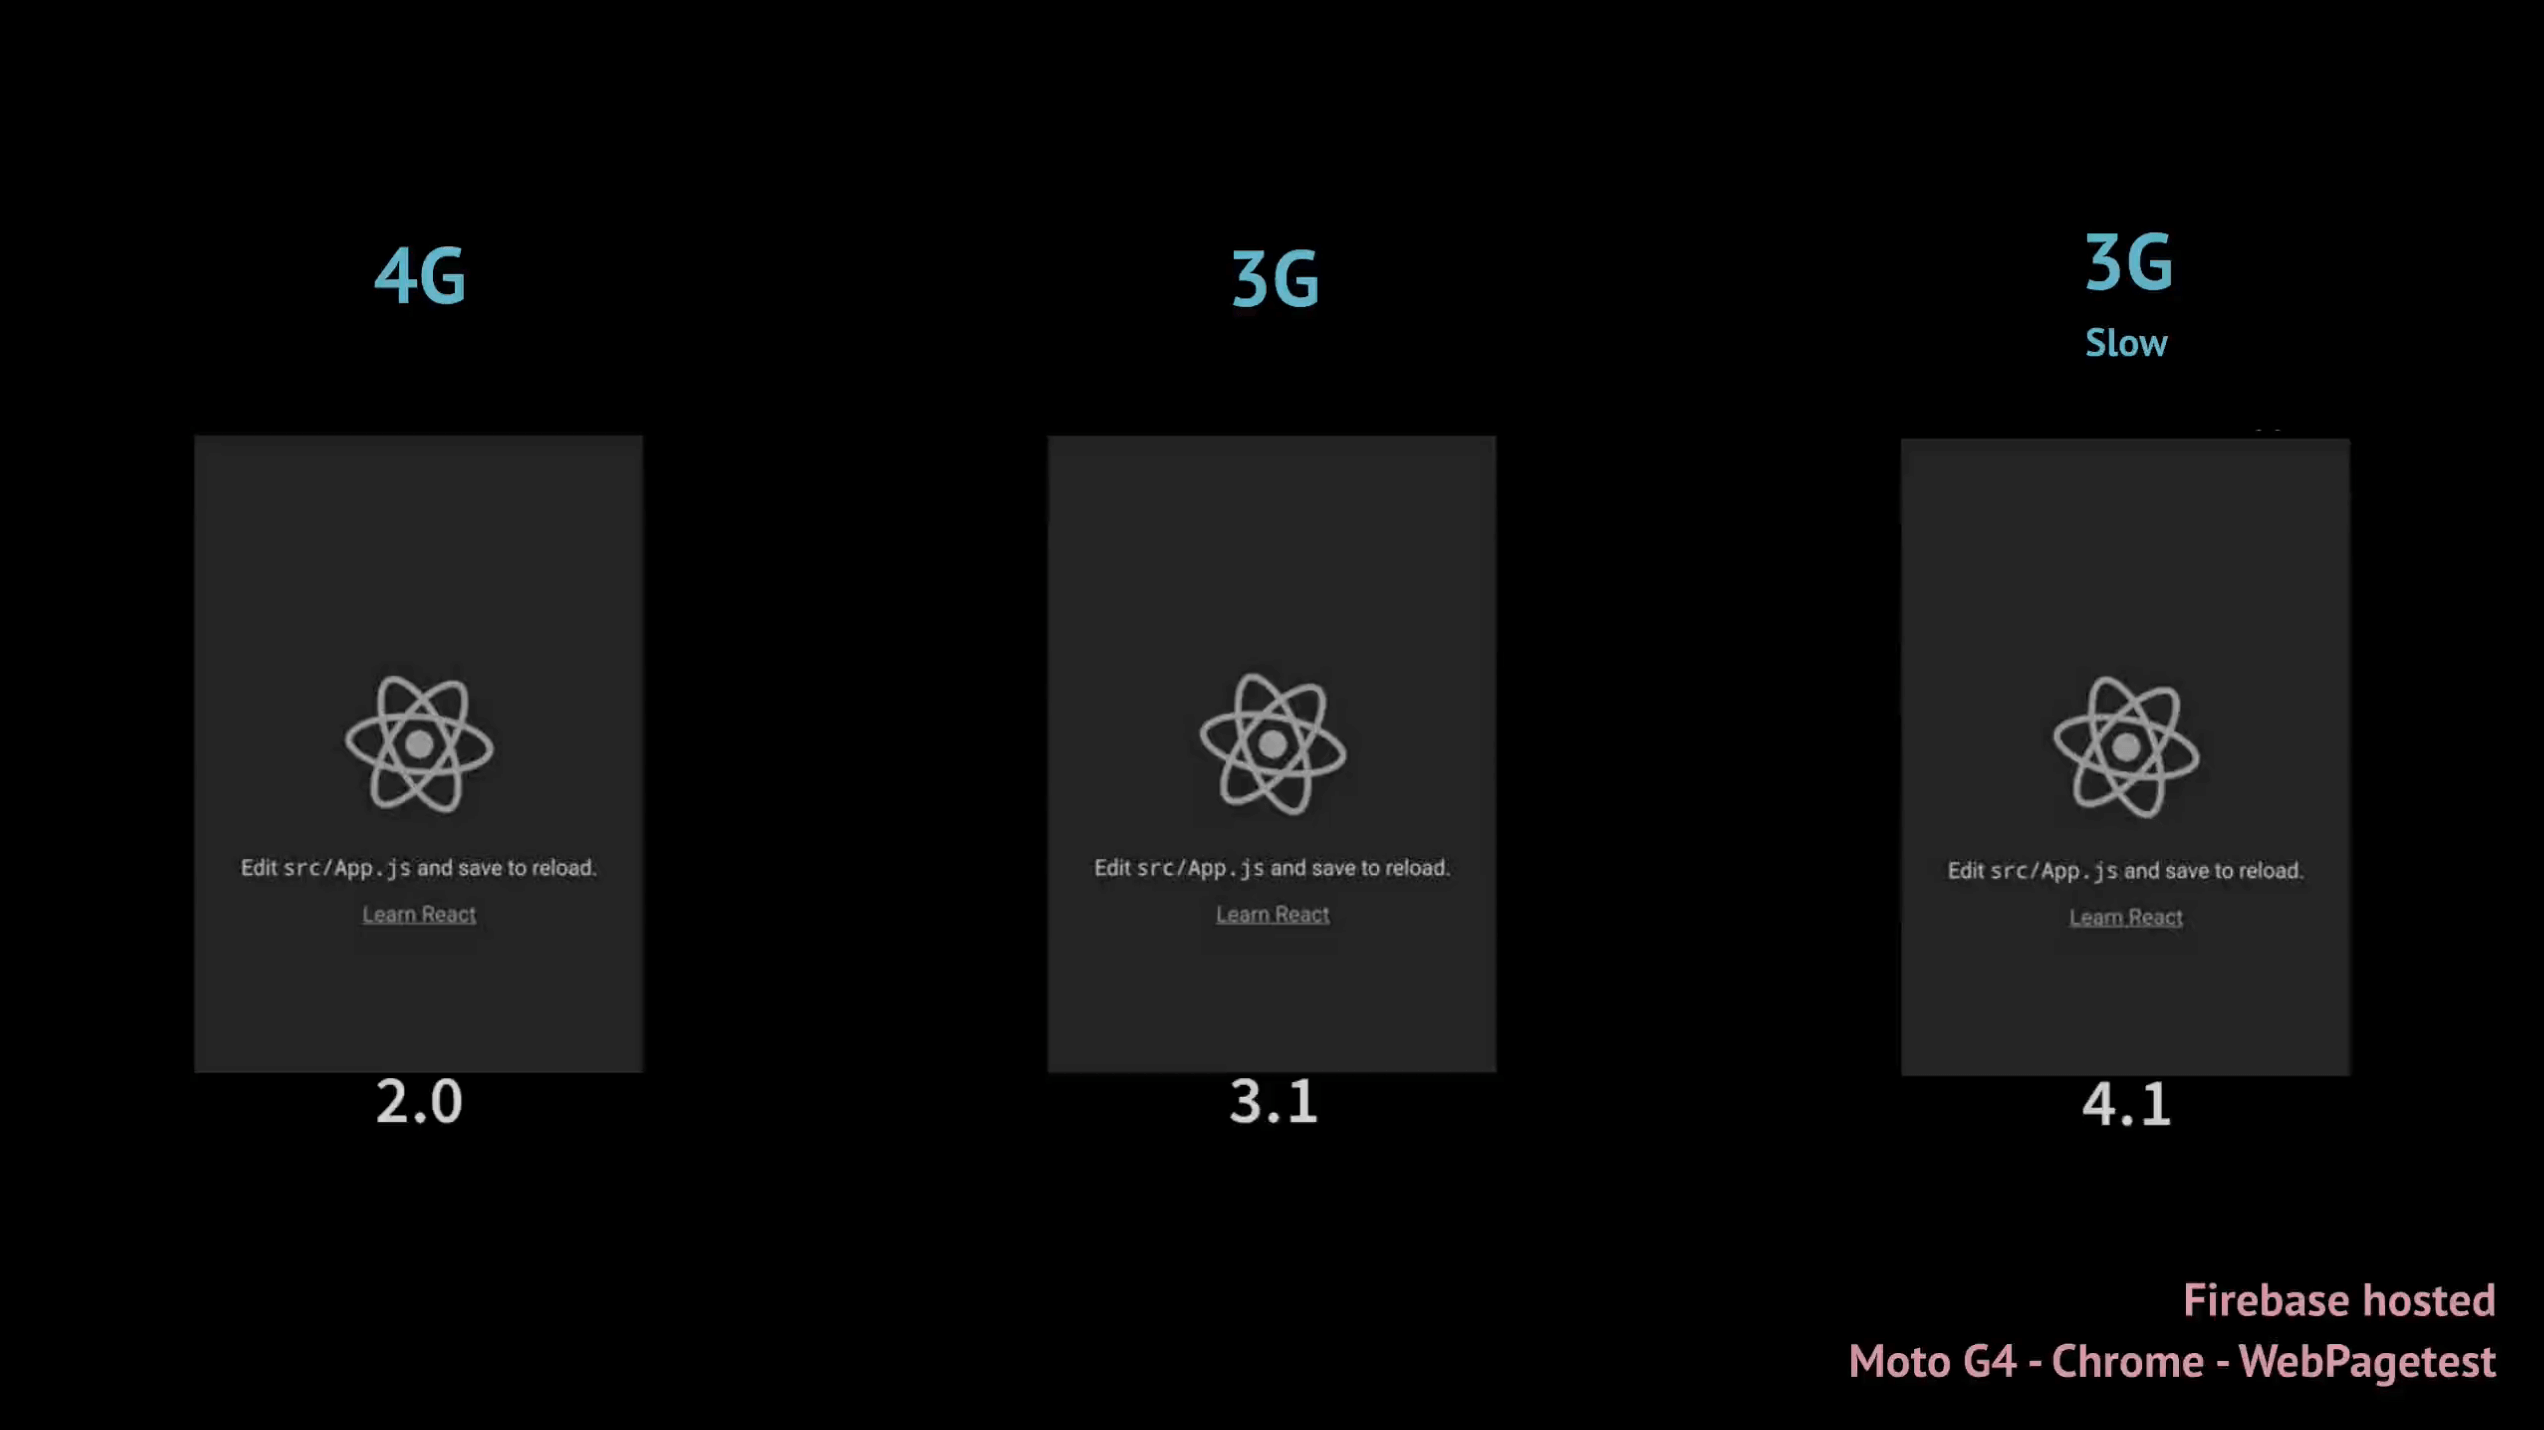 4G
3G
3G
Slow
Edit src/App.js and save to reload.
Learn React
2.0
Edit src/App.js and save to reload.
Learn React
3.1
Edit src/App.js and save to reload.
Learn React
4.1
Firebase hosted
Moto G4 - Chrome - WebPagetest